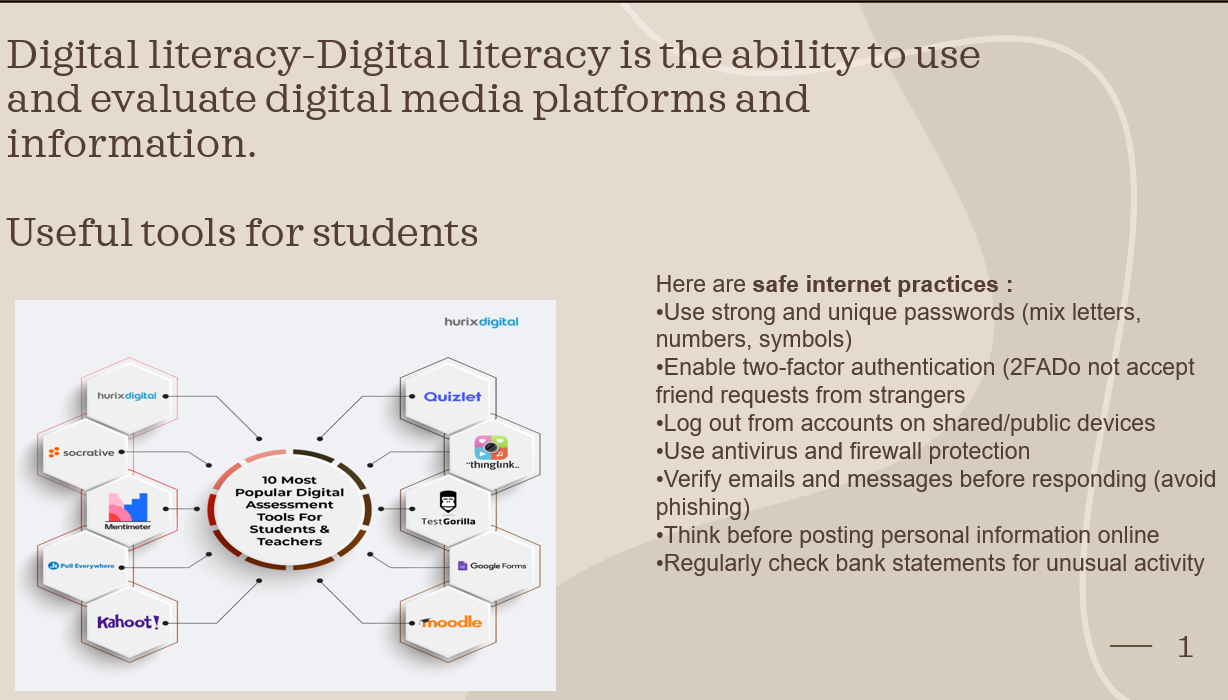 Digital literacy-Digital literacy is the ability to use
and evaluate digital media platforms and
information.
Useful tools for students
hurixdigital
hurixdigital
socrative
Mentimeter
Poll Everywhere
Kahoot!
10 Most
Popular Digital
Assessment
Tools For
Students &
Teachers
Quizlet
~thinglink..
TestGorilla
Google Forms
moodle
Here are safe internet practices :
•Use strong and unique passwords (mix letters,
numbers, symbols)
•Enable two-factor authentication (2FADo not accept
friend requests from strangers
•Log out from accounts on shared/public devices
•Use antivirus and firewall protection
•Verify emails and messages before responding (avoid
phishing)
•Think before posting personal information online
•Regularly check bank statements for unusual activity
1